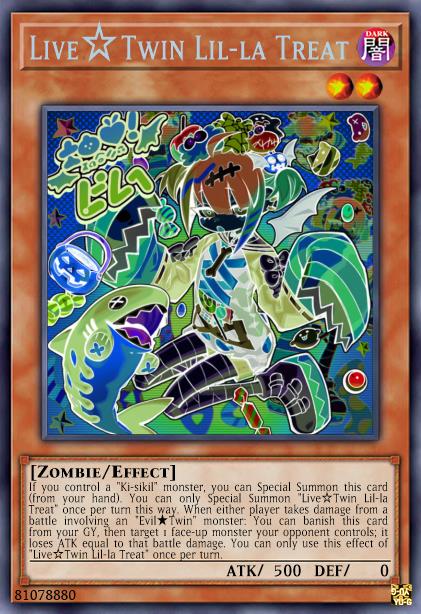 LIVE☆TWIN LIL-LA TREAT
DARK
闇
[ZOMBIE/EFFECT]
If you control a "Ki-sikil" monster, you can Special Summon this card
(from your hand). You can only Special Summon "Live☆Twin Lil-la
Treat" once per turn this way. When either player takes damage from a
battle involving an "Evil★Twin" monster: You can banish this card
from your GY, then target 1 face-up monster your opponent controls; it
loses ATK equal to that battle damage. You can only use this effect of
"Live☆Twin Lil-la Treat" once per turn.
ATK/ 500 DEF/ 0
81078880